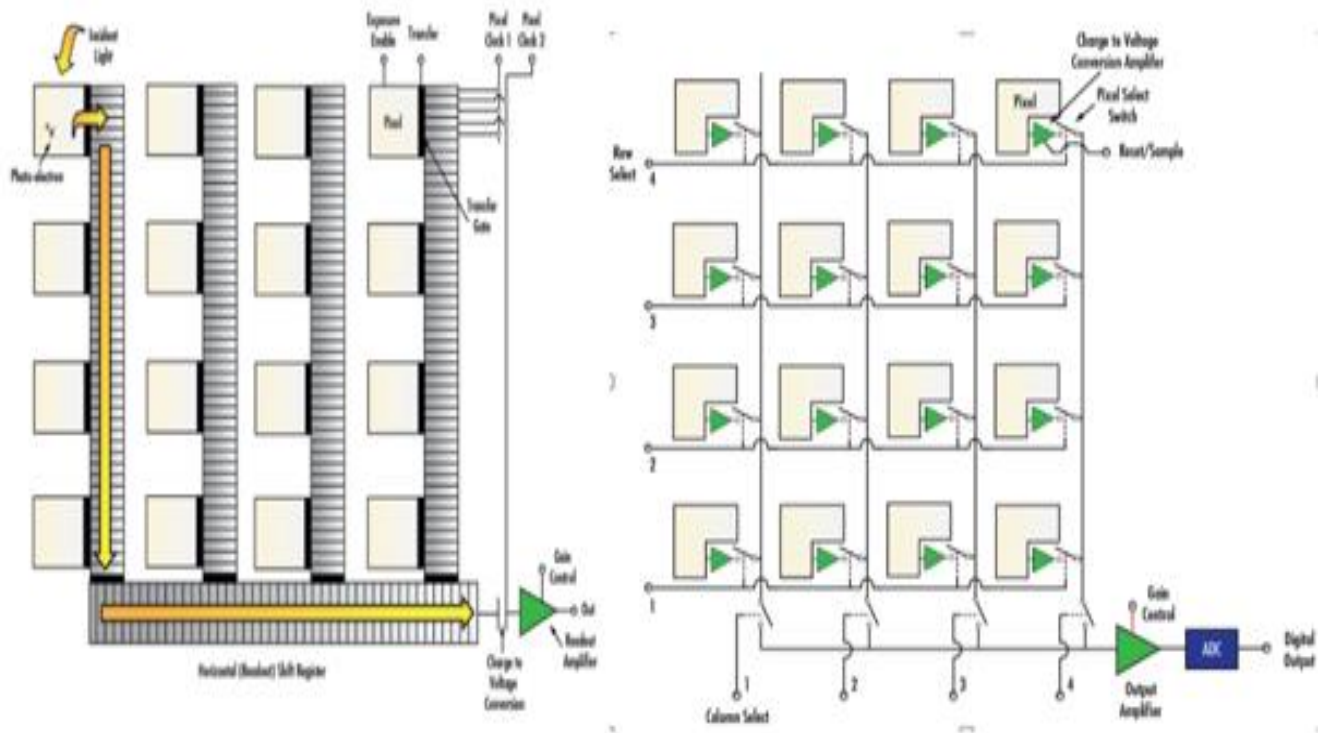 Incident
Light
Exposure
Enable
Transfer
Pixel
Clock 1
Pixel
Clock 2
Pixel
Photo-electron
Transfer
Gate
Gain
Control
Out
Readout
Amplifier
Horizontal (Readout) Shift Register
Charge to
Voltage
Conversion
Charge to Voltage
Conversion Amplifer
Pixel
Pixel Select
Switch
Reset/Sample
Row
Select
4
3
2
1
Gain
Control
ADC
Digital
Output
Output
Amplifier
1
2
3
4
Column Select